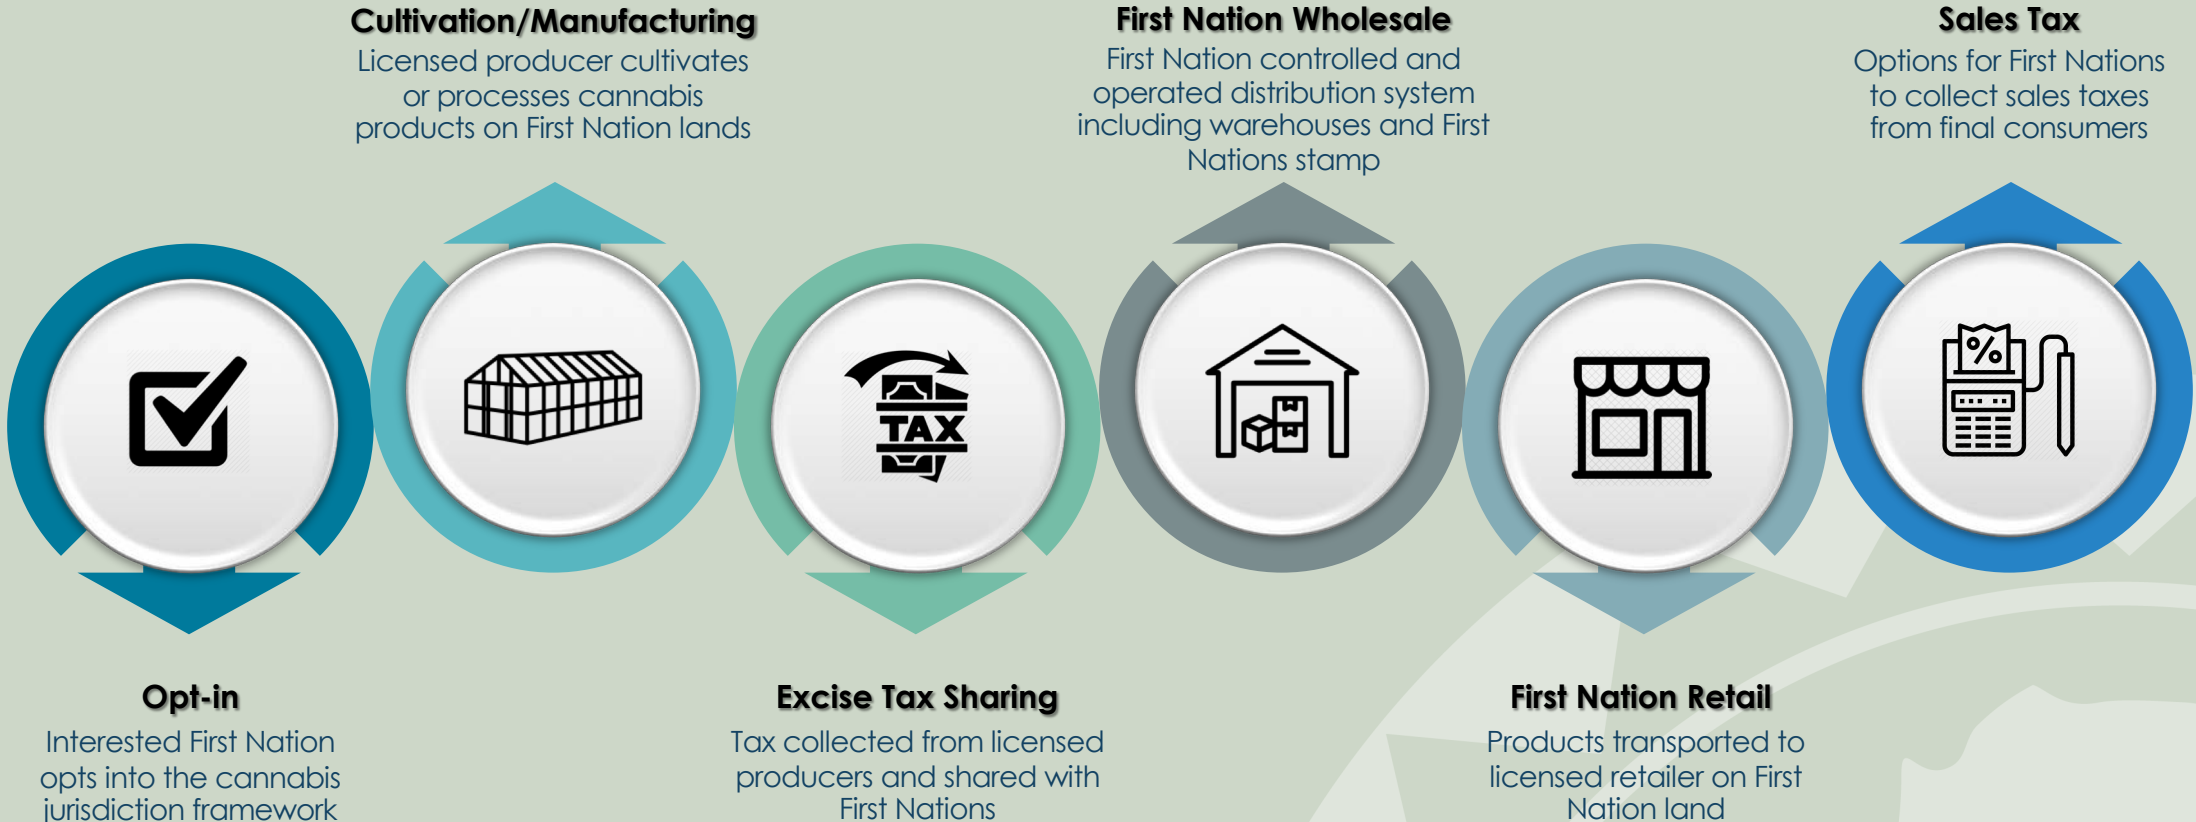 Cultivation/Manufacturing
Licensed producer cultivates
or processes cannabis
products on First Nation lands
First Nation Wholesale
First Nation controlled and
operated distribution system
including warehouses and First
Nations stamp
Sales Tax
Options for First Nations
to collect sales taxes
from final consumers
TAX
%
Opt-in
Interested First Nation
opts into the cannabis
jurisdiction framework
Excise Tax Sharing
Tax collected from licensed
producers and shared with
First Nations
First Nation Retail
Products transported to
licensed retailer on First
Nation land